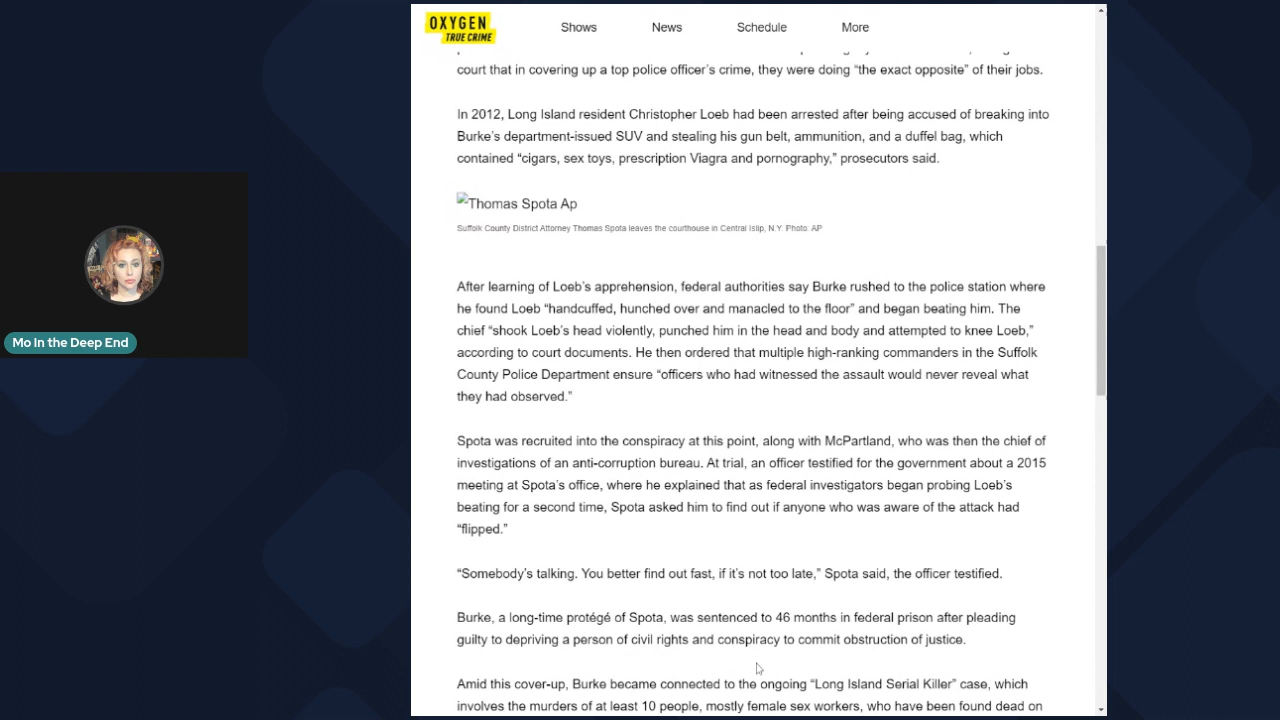 OXYGEN
TRUE CRIME
Shows News Schedule More
court that in covering up a top police officer’s crime, they were doing “the exact opposite” of their jobs.
In 2012, Long Island resident Christopher Loeb had been arrested after being accused of breaking into
Burke’s department-issued SUV and stealing his gun belt, ammunition, and a duffel bag, which
contained “cigars, sex toys, prescription Viagra and pornography,” prosecutors said.
Thomas Spota Ap
Suffolk County District Attorney Thomas Spota leaves the courthouse in Central Islip, N.Y. Photo: AP
After learning of Loeb’s apprehension, federal authorities say Burke rushed to the police station where
he found Loeb “handcuffed, hunched over and manacled to the floor” and began beating him. The
chief “shook Loeb’s head violently, punched him in the head and body and attempted to knee Loeb,”
according to court documents. He then ordered that multiple high-ranking commanders in the Suffolk
County Police Department ensure “officers who had witnessed the assault would never reveal what
they had observed.”
Spota was recruited into the conspiracy at this point, along with McPartland, who was then the chief of
investigations of an anti-corruption bureau. At trial, an officer testified for the government about a 2015
meeting at Spota’s office, where he explained that as federal investigators began probing Loeb’s
beating for a second time, Spota asked him to find out if anyone who was aware of the attack had
“flipped.”
“Somebody’s talking. You better find out fast, if it’s not too late,” Spota said, the officer testified.
Burke, a long-time protégé of Spota, was sentenced to 46 months in federal prison after pleading
guilty to depriving a person of civil rights and conspiracy to commit obstruction of justice.
Amid this cover-up, Burke became connected to the ongoing “Long Island Serial Killer” case, which
involves the murders of at least 10 people, mostly female sex workers, who have been found dead on
Mo In the Deep End